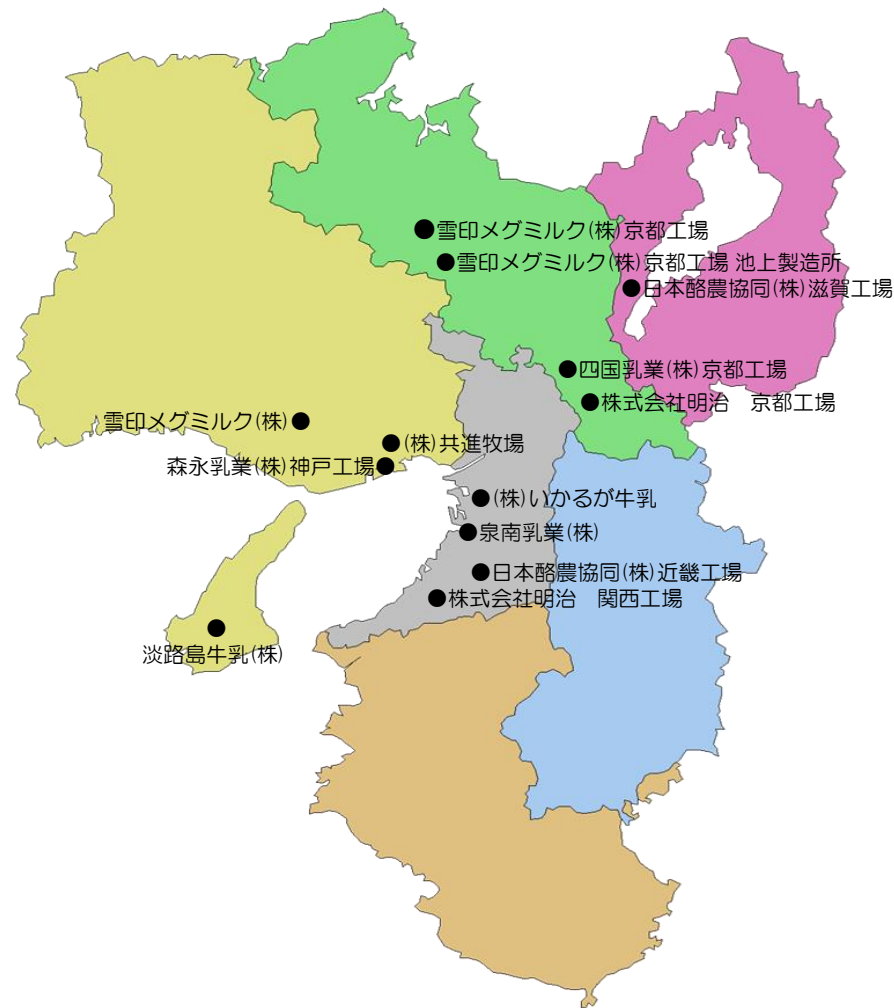 雪印メグミルク(株)京都工場
雪印メグミルク(株)京都工場 池上製造所
日本酪農協同(株)滋賀工場
四国乳業(株)京都工場
株式会社明治　京都工場
雪印メグミルク(株)
(株)共進牧場
森永乳業(株)神戸工場
(株)いかるが牛乳
泉南乳業(株)
日本酪農協同(株)近畿工場
株式会社明治　関西工場
淡路島牛乳(株)